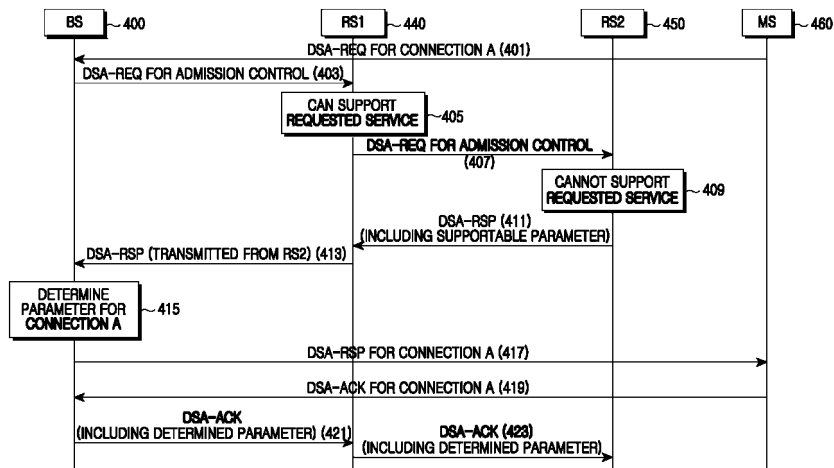 BS 400 RS1 440 RS2 450 MS 460
DSA-REQ FOR CONNECTION A (401)
DSA-REQ FOR ADMISSION CONTROL (403)
CAN SUPPORT
REQUESTED SERVICE 405
DSA-REQ FOR ADMISSION CONTROL
(407)
CANNOT SUPPORT
REQUESTED SERVICE 409
DSA-RSP (411)
(INCLUDING SUPPORTABLE PARAMETER)
DSA-RSP (TRANSMITTED FROM RS2) (413)
DETERMINE
PARAMETER FOR
CONNECTION A 415
DSA-RSP FOR CONNECTION A (417)
DSA-ACK FOR CONNECTION A (419)
DSA-ACK
(INCLUDING DETERMINED PARAMETER) (421)
DSA-ACK (423)
(INCLUDING DETERMINED PARAMETER)